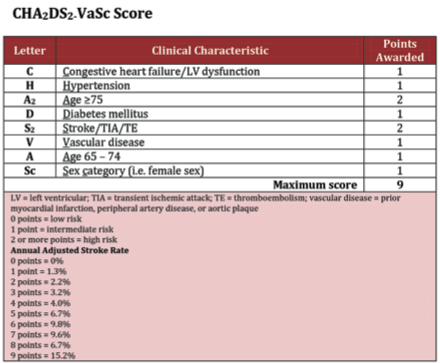 CHA₂DS₂-VaSc Score
Letter Clinical Characteristic Points Awarded
C Congestive heart failure/LV dysfunction 1
H Hypertension 1
A₂ Age ≥75 2
D Diabetes mellitus 1
S₂ Stroke/TIA/TE 2
V Vascular disease 1
A Age 65 – 74 1
Sc Sex category (i.e. female sex) 1
Maximum score 9
LV = left ventricular; TIA = transient ischemic attack; TE = thromboembolism; vascular disease = prior
myocardial infarction, peripheral artery disease, or aortic plaque
0 points = low risk
1 point = intermediate risk
2 or more points = high risk
Annual Adjusted Stroke Rate
0 points = 0%
1 point = 1.3%
2 points = 2.2%
3 points = 3.2%
4 points = 4.0%
5 points = 6.7%
6 points = 9.8%
7 points = 9.6%
8 points = 6.7%
9 points = 15.2%